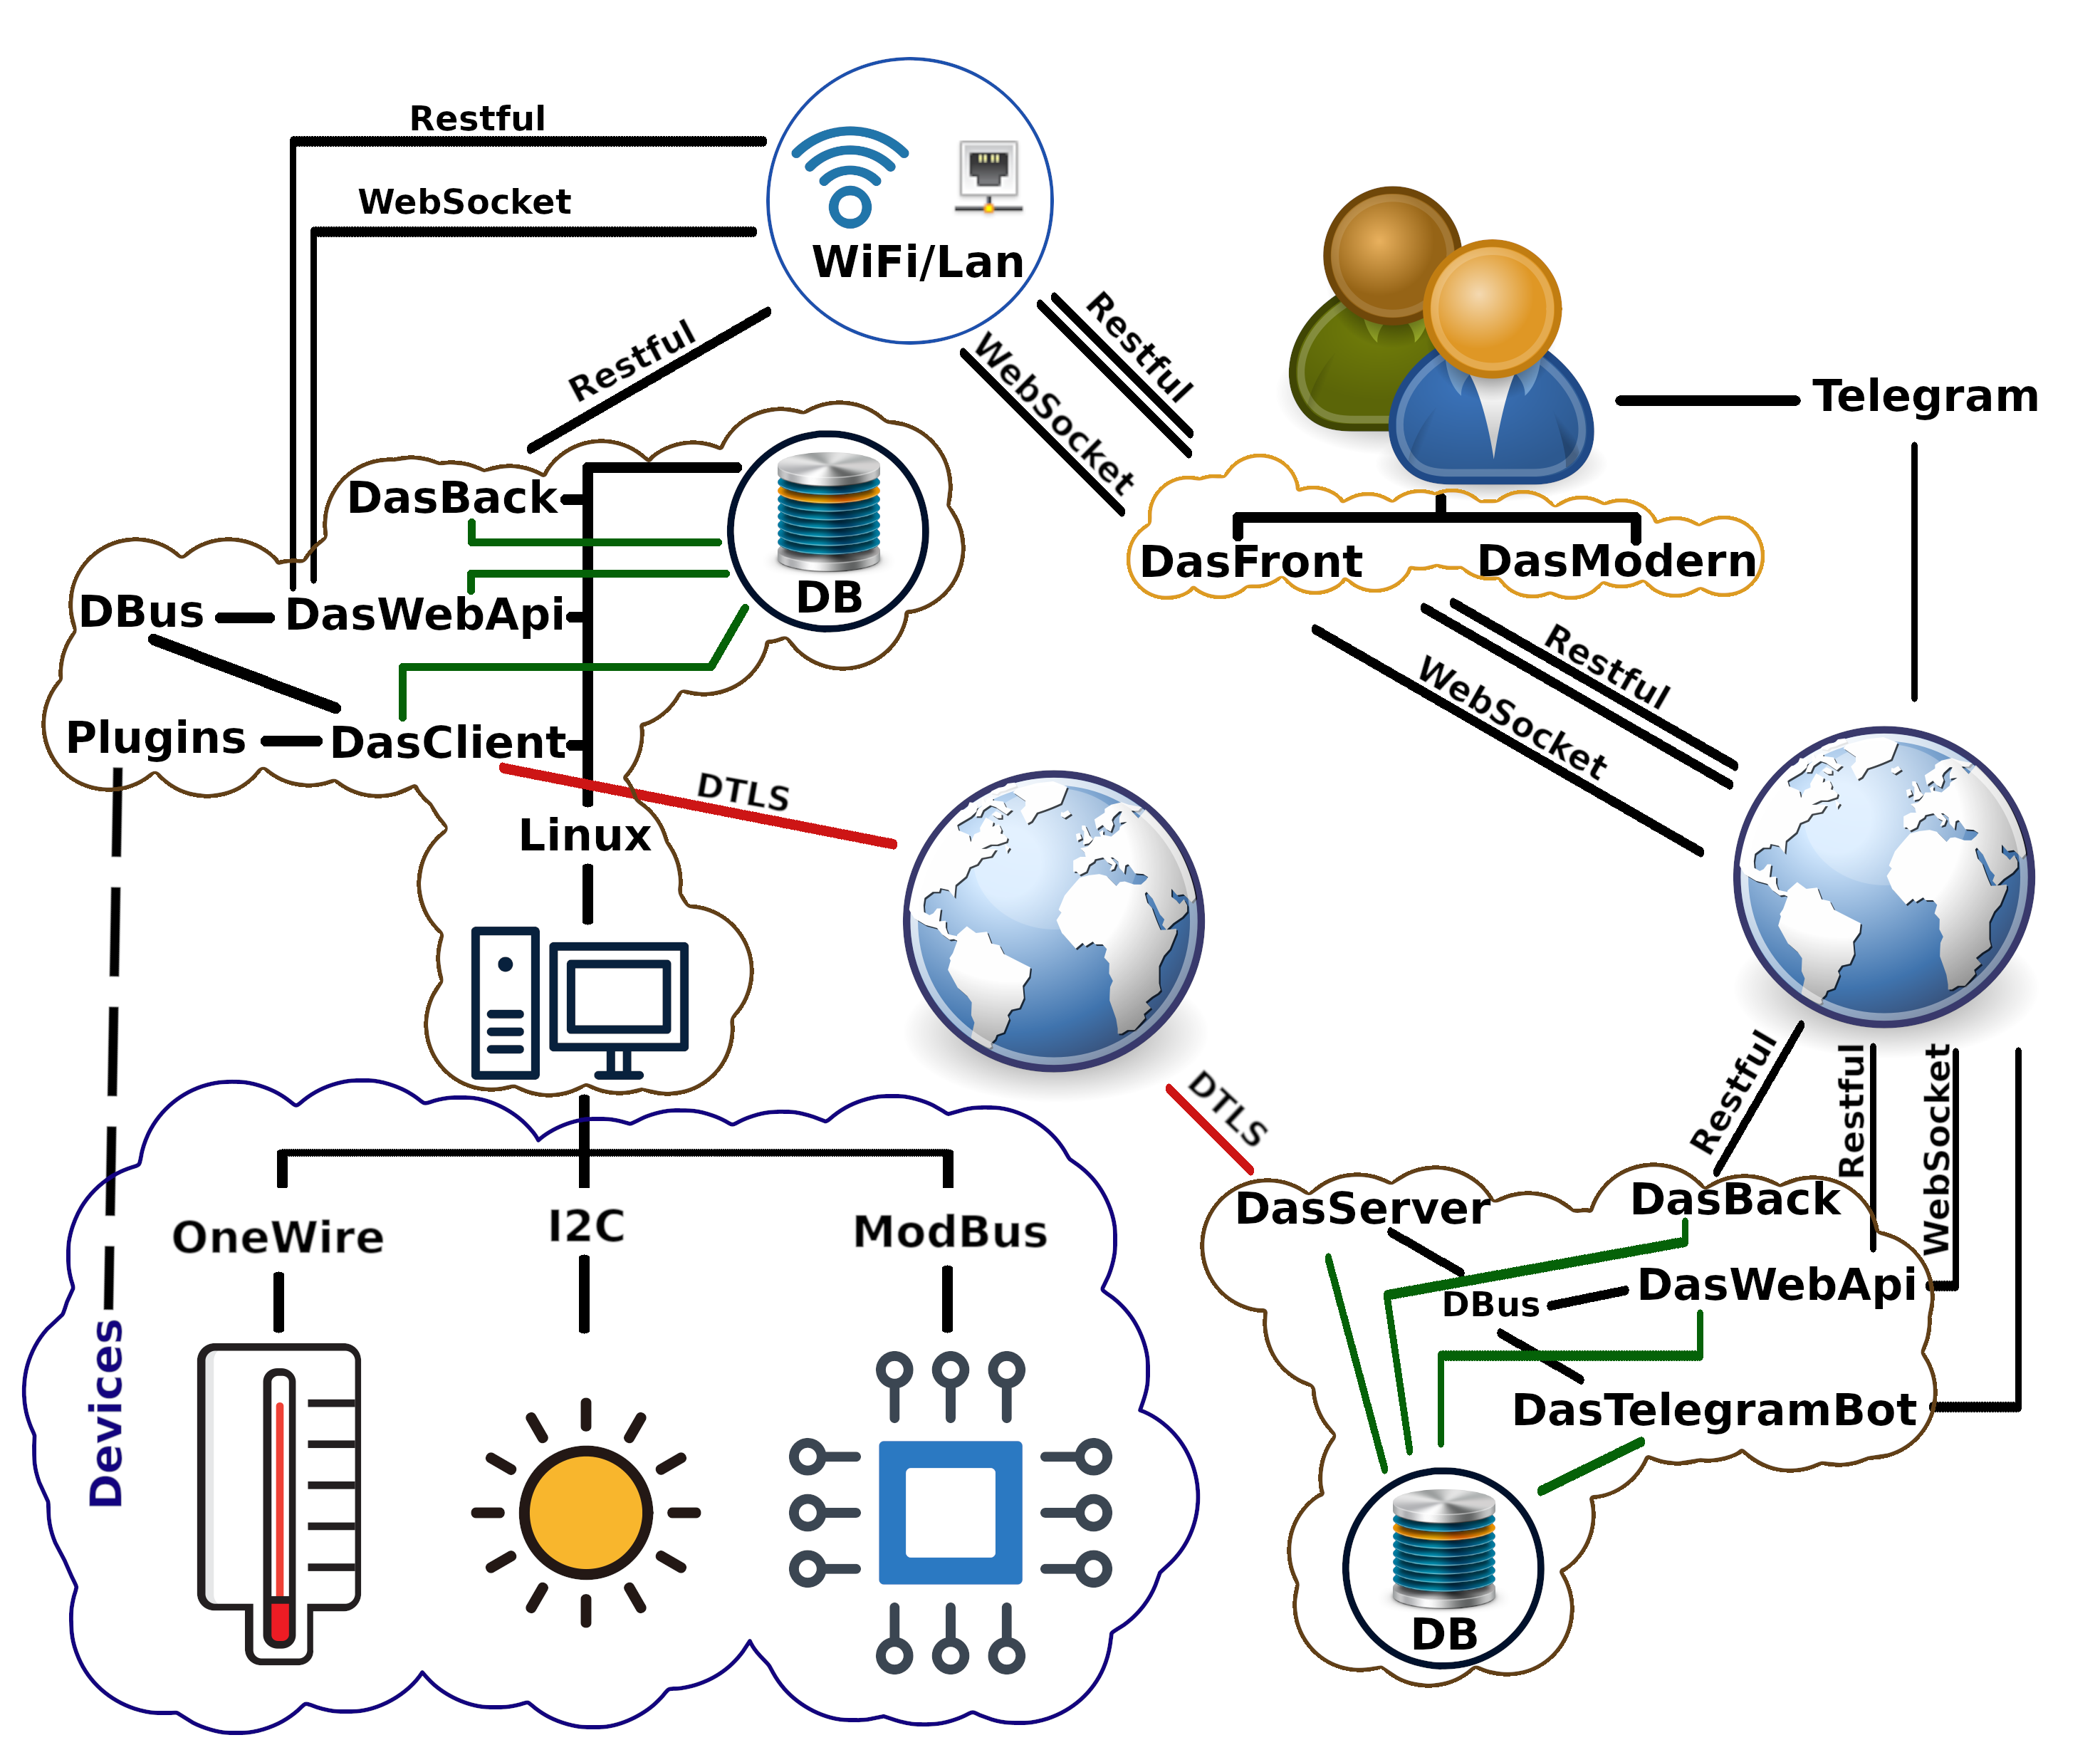 Restful
WebSocket
WiFi/Lan
Restful
Restful
WebSocket
Telegram
DasBack
DB
DasFront
DasModern
DBus
DasWebApi
Restful
WebSocket
Plugins
DasClient
DTLS
Linux
DTLS
Restful
Restful
WebSocket
DasServer
DasBack
OneWire
I2C
ModBus
DasWebApi
DBus
Devices
DasTelegramBot
DB